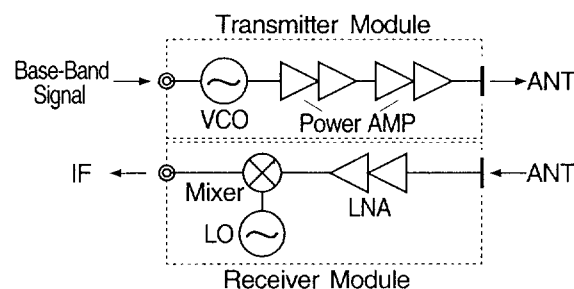 Transmitter Module
Base-Band
Signal
ANT
VCO
Power AMP
IF
ANT
Mixer
LNA
LO
Receiver Module